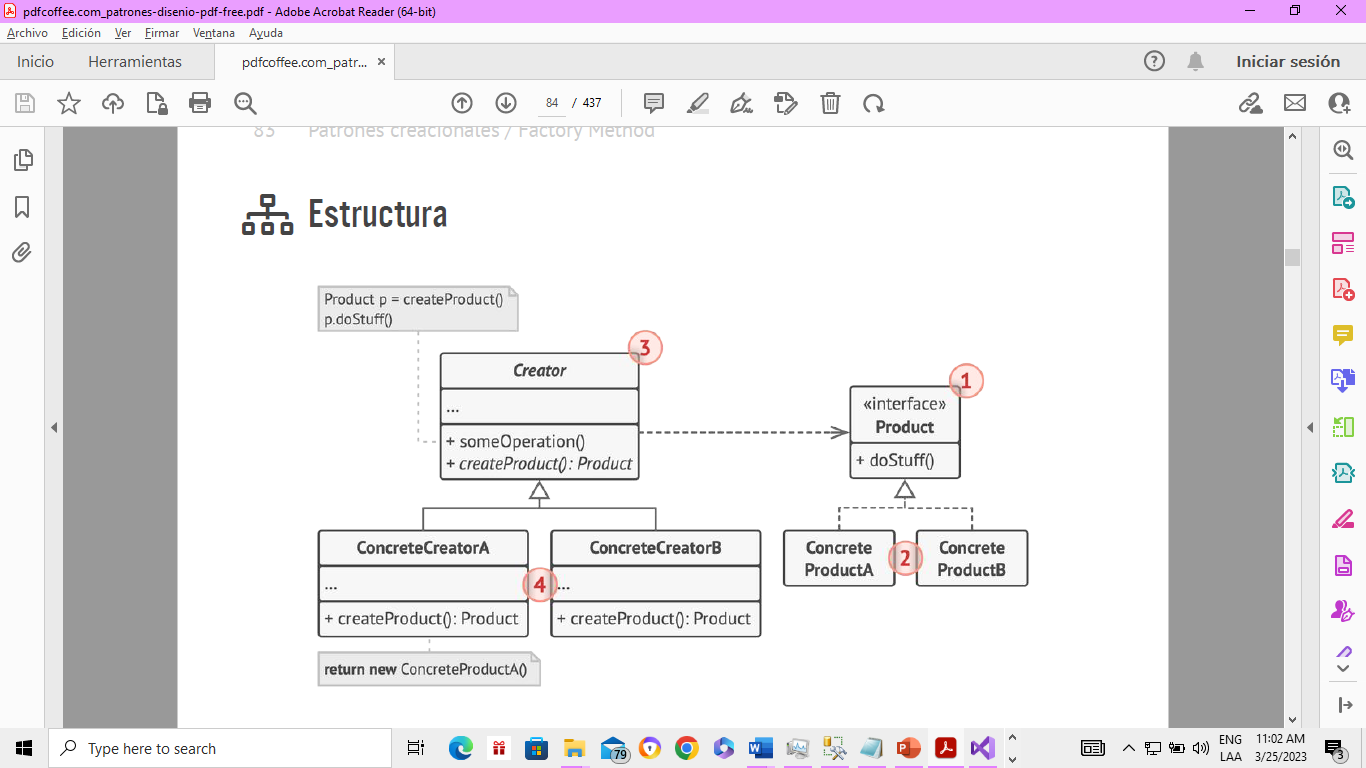 pdfcoffee.com_patrones-disenio-pdf-free.pdf - Adobe Acrobat Reader (64-bit)
Archivo Edición Ver Firmar Ventana Ayuda
Inicio Herramientas pdfcoffee.com_patr... × Iniciar sesión
84 / 437
83 Patrones creacionales / Factory Method
Estructura
Product p = createProduct()
p.doStuff()
3
Creator
...
+ someOperation()
+ createProduct(): Product
1
«interface»
Product
+ doStuff()
ConcreteCreatorA
...
+ createProduct(): Product
4
ConcreteCreatorB
...
+ createProduct(): Product
Concrete
ProductA
2
Concrete
ProductB
return new ConcreteProductA()
Type here to search
79
ENG
LAA
11:02 AM
3/25/2023
3